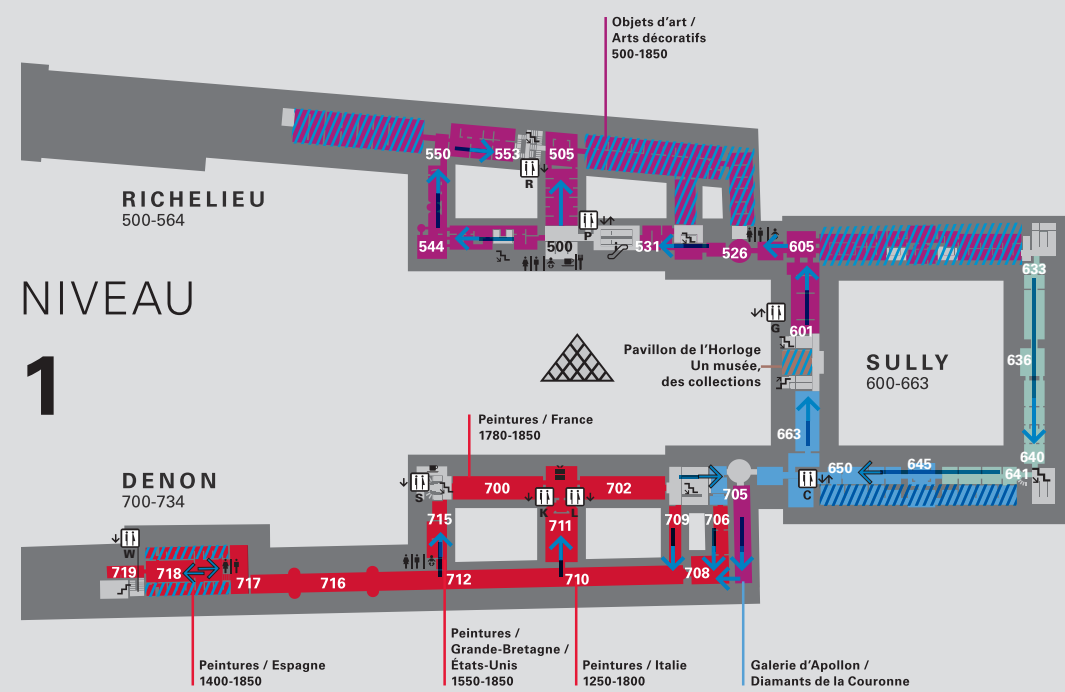 Objets d'art /
Arts décoratifs
500-1850
550
553
505
R
RICHELIEU
500-564
P
544
500
531
526
605
633
NIVEAU
1
G
601
Pavillon de l'Horloge
Un musée,
des collections
SULLY
600-663
636
Peintures / France
1780-1850
663
640
DENON
700-734
650
645
641
S
700
K
L
702
705
C
715
711
709
706
W
719
718
717
716
712
710
708
Peintures / Espagne
1400-1850
Peintures /
Grande-Bretagne /
États-Unis
1550-1850
Peintures / Italie
1250-1800
Galerie d'Apollon /
Diamants de la Couronne